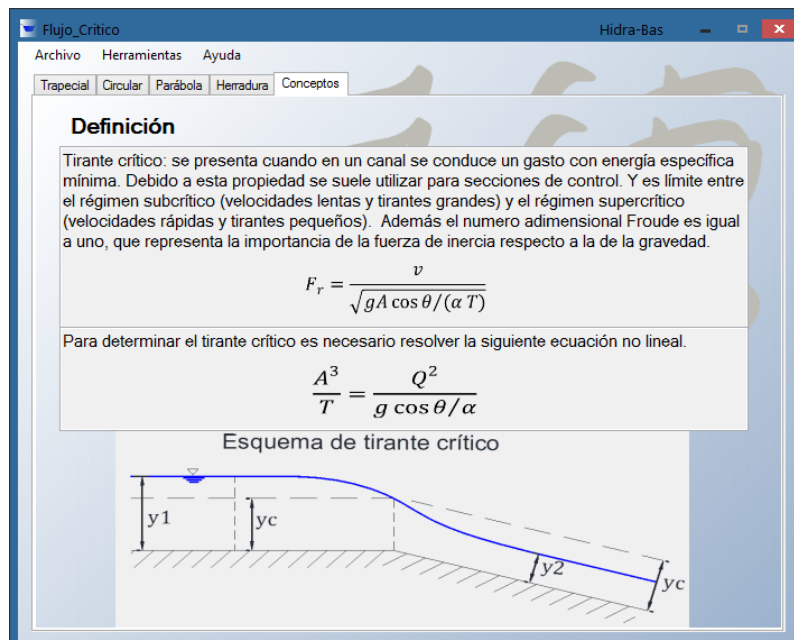 Flujo_Critico
Hidra-Bas
Archivo Herramientas Ayuda
Trapecial Circular Parábola Herradura Conceptos
Definición
Tirante crítico: se presenta cuando en un canal se conduce un gasto con energía específica
mínima. Debido a esta propiedad se suele utilizar para secciones de control. Y es límite entre
el régimen subcrítico (velocidades lentas y tirantes grandes) y el régimen supercrítico
(velocidades rápidas y tirantes pequeños). Además el numero adimensional Froude es igual
a uno, que representa la importancia de la fuerza de inercia respecto a la de la gravedad.
F_r = v / √(gA cos θ/(α T))
Para determinar el tirante crítico es necesario resolver la siguiente ecuación no lineal.
A³/T = Q²/(g cos θ/α)
Esquema de tirante crítico
y1
yc
y2
yc